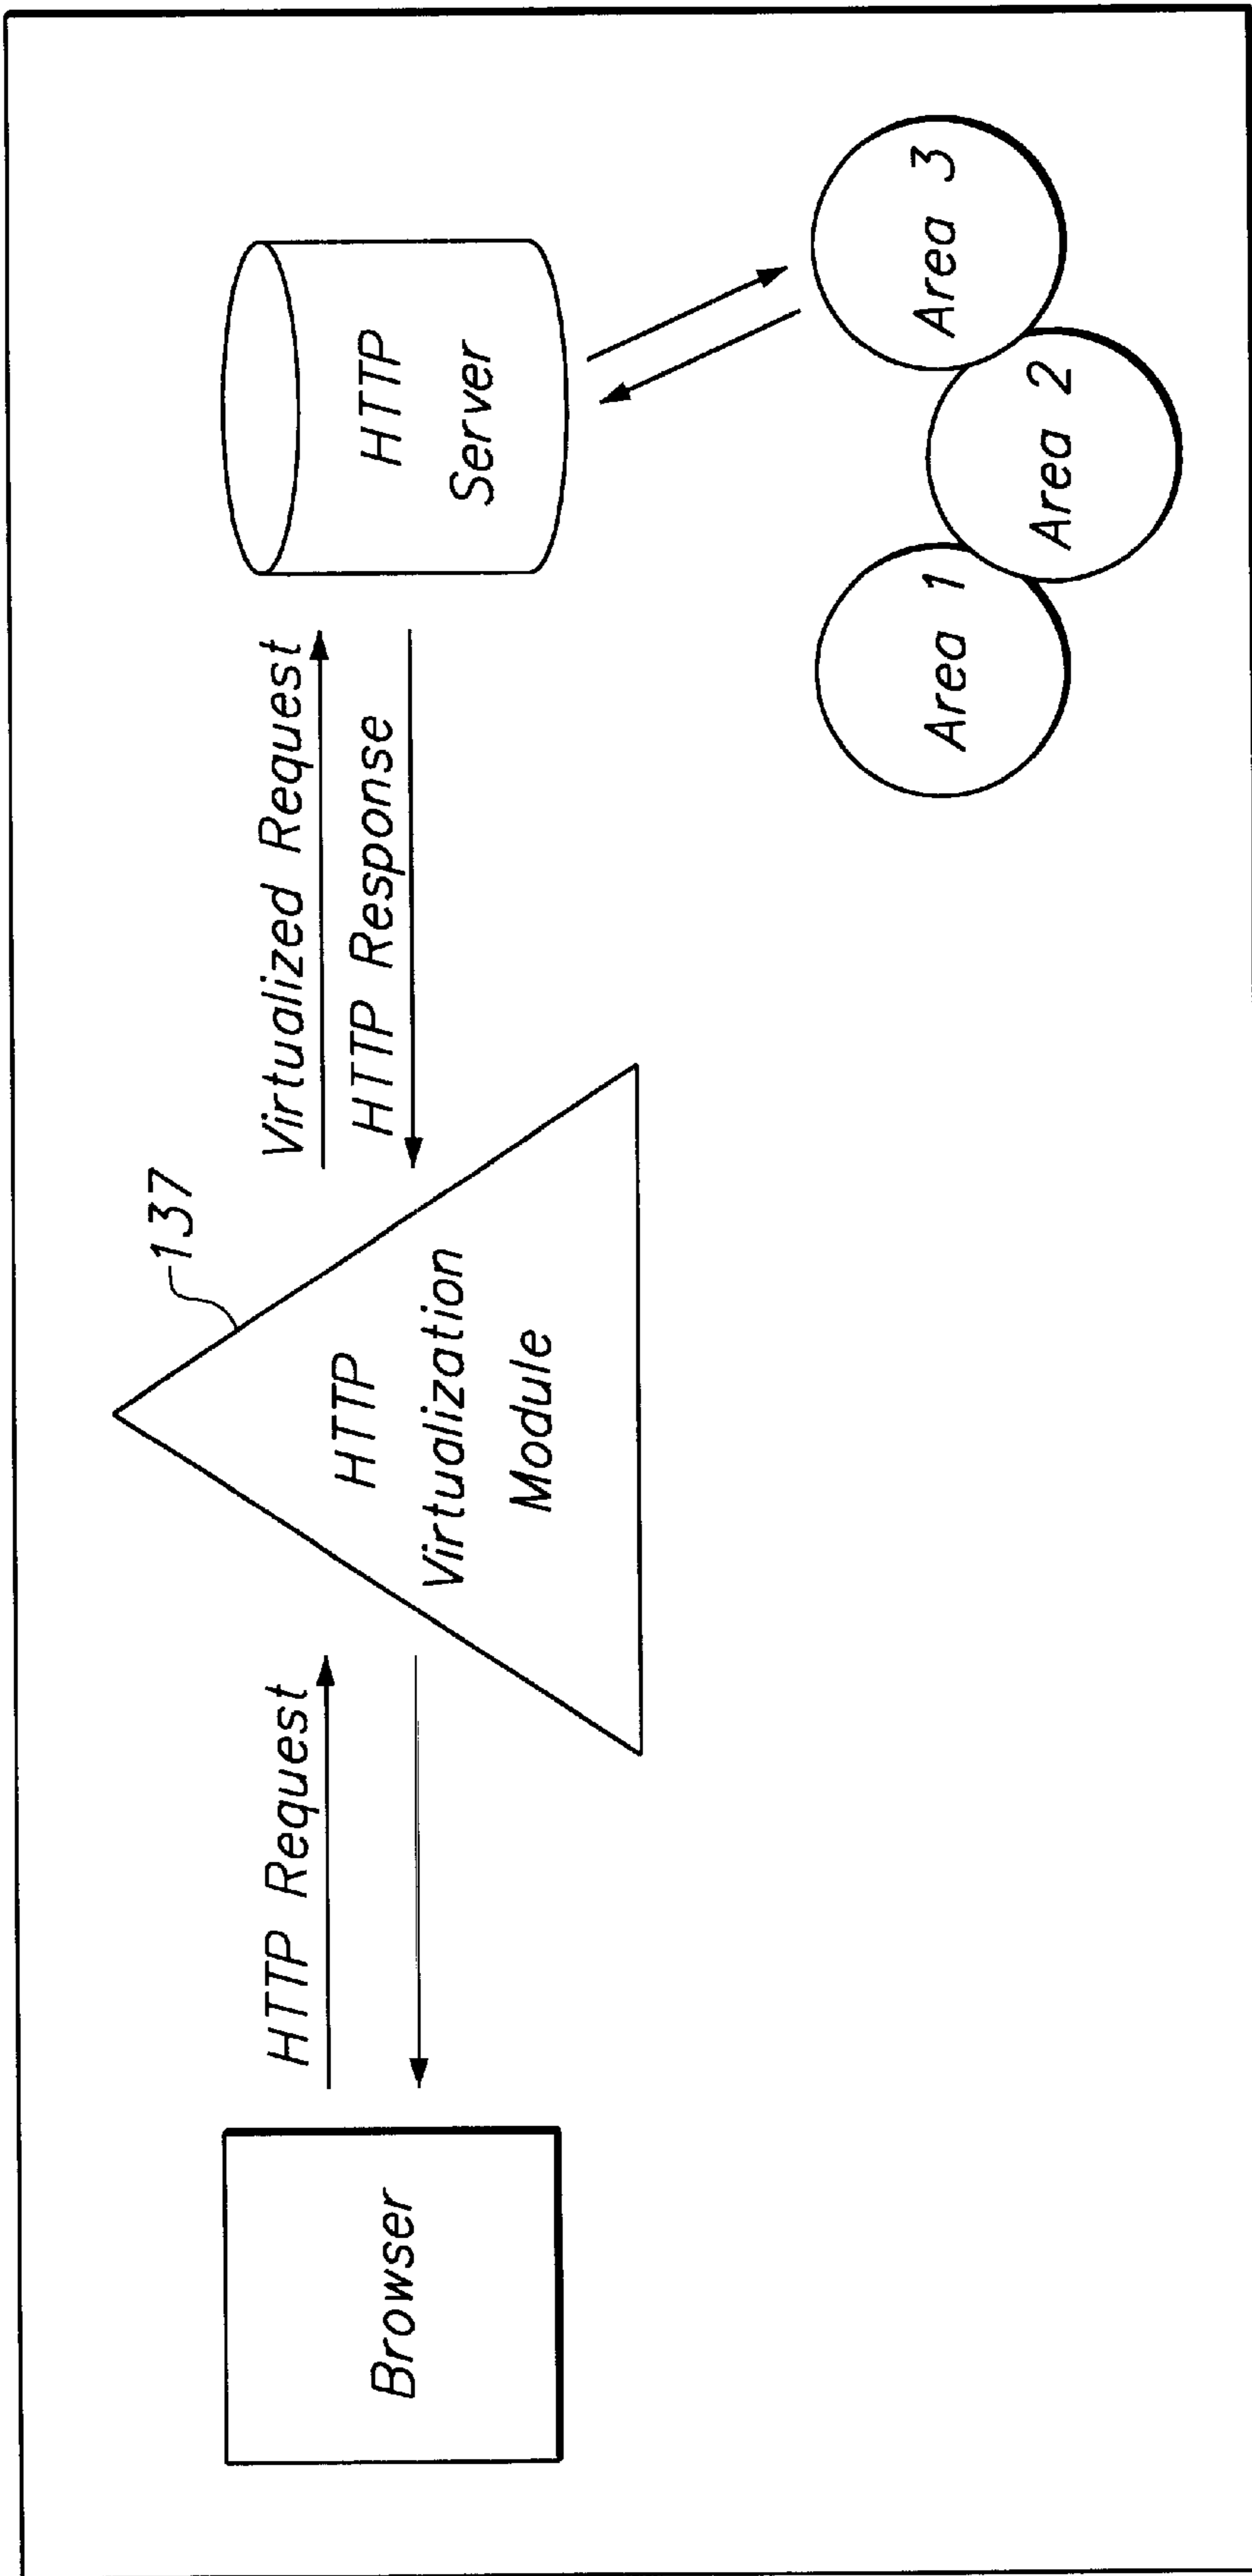 Browser
HTTP Request
137
HTTP
Virtualization
Module
Virtualized Request
HTTP Response
HTTP
Server
Area 1
Area 2
Area 3